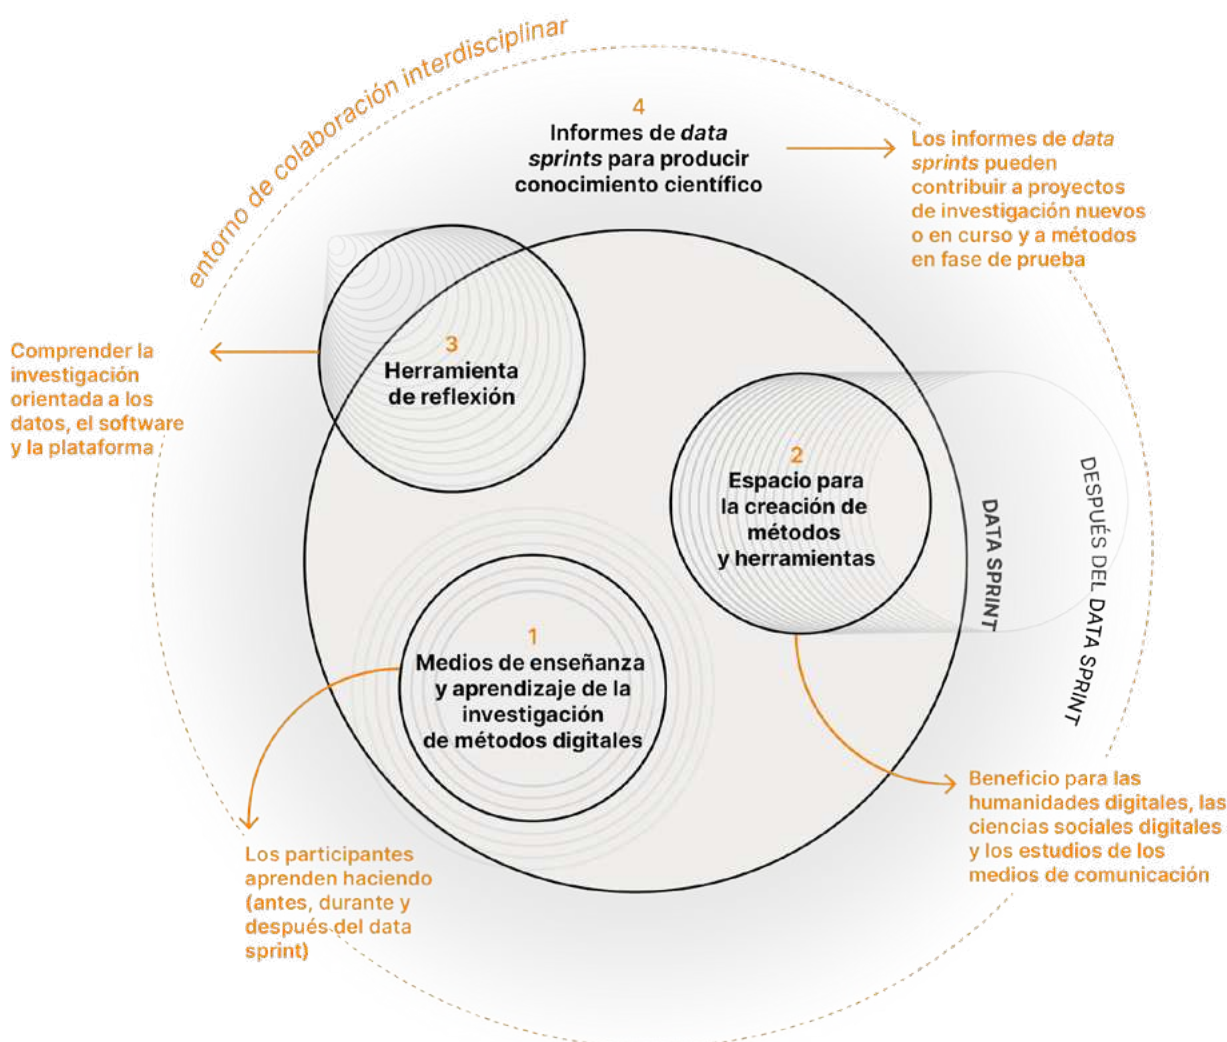 entorno de colaboración interdisciplinar
4
Informes de data
sprints para producir
conocimiento científico
Los informes de data
sprints pueden
contribuir a proyectos
de investigación nuevos
o en curso y a métodos
en fase de prueba
3
Herramienta
de reflexión
Comprender la
investigación
orientada a los
datos, el software
y la plataforma
2
Espacio para
la creación de
métodos
y herramientas
DATA SPRINT
DESPUÉS DEL DATA SPRINT
1
Medios de enseñanza
y aprendizaje de la
investigación
de métodos digitales
Beneficio para las
humanidades digitales, las
ciencias sociales digitales
y los estudios de los
medios de comunicación
Los participantes
aprenden haciendo
(antes, durante y
después del data
sprint)